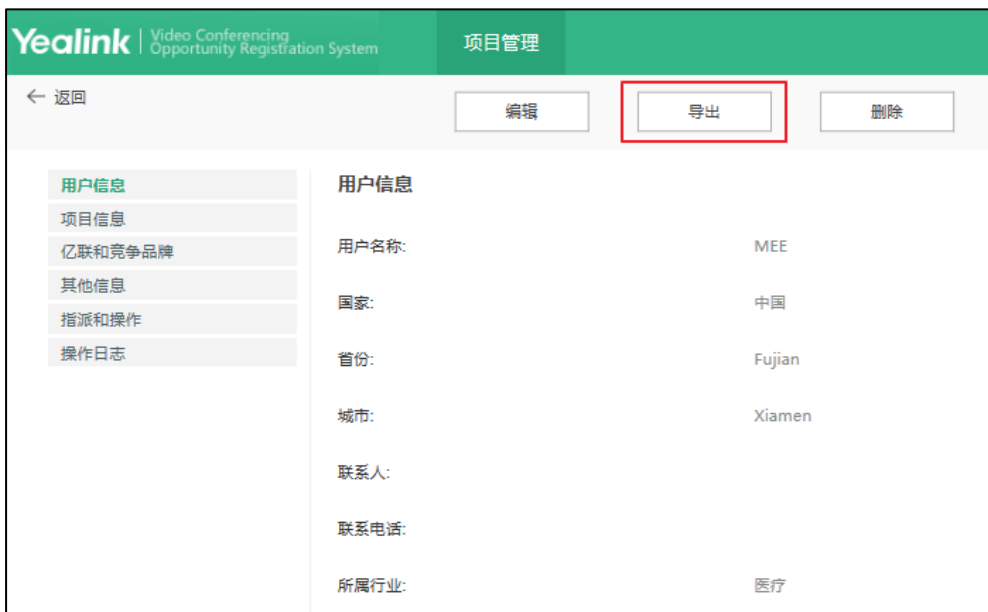 Yealink
Video Conferencing
Opportunity Registration System
项目管理
返回
编辑
导出
删除
用户信息
项目信息
亿联和竞争品牌
其他信息
指派和操作
操作日志
用户信息
用户名称: MEE
国家: 中国
省份: Fujian
城市: Xiamen
联系人:
联系电话:
所属行业: 医疗